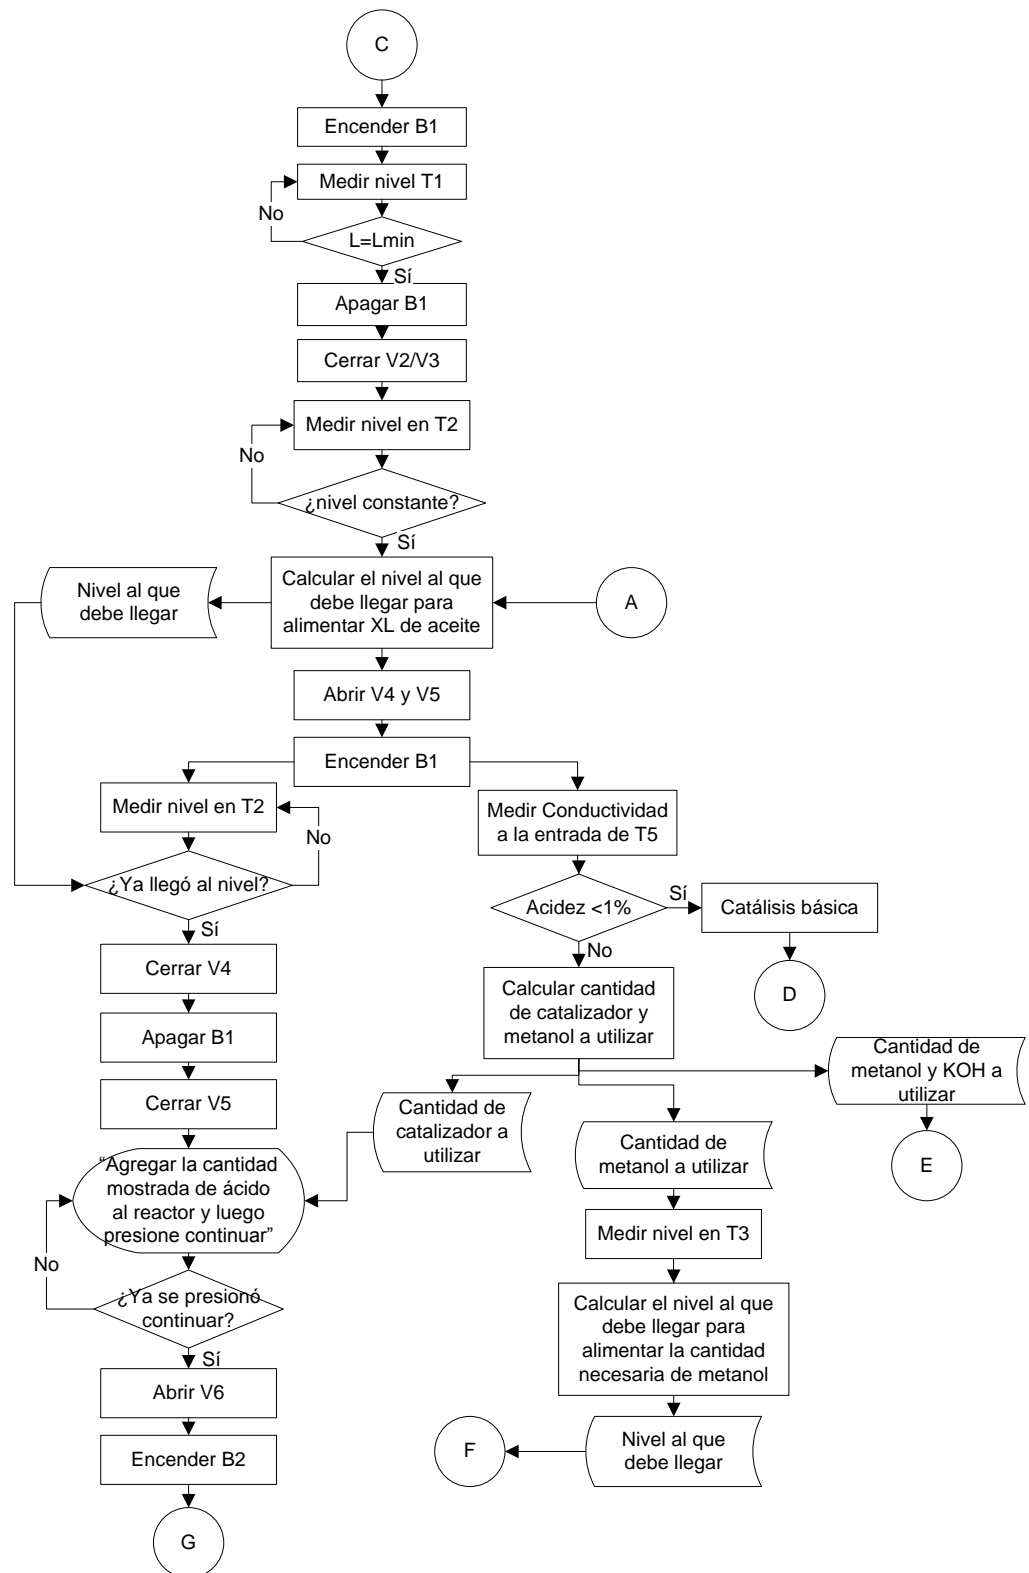 C
Encender B1
Medir nivel T1
No
L=Lmin
Sí
Apagar B1
Cerrar V2/V3
Medir nivel en T2
No
¿nivel constante?
Sí
Nivel al que
debe llegar
Calcular el nivel al que
debe llegar para
alimentar XL de aceite
A
Abrir V4 y V5
Encender B1
Medir nivel en T2
No
¿Ya llegó al nivel?
Sí
Cerrar V4
Apagar B1
Cerrar V5
Medir Conductividad
a la entrada de T5
Acidez <1%
Sí
Catálisis básica
D
No
Calcular cantidad
de catalizador y
metanol a utilizar
Cantidad de
metanol y KOH a
utilizar
E
Cantidad de
catalizador a
utilizar
Cantidad de
metanol a utilizar
“Agregar la cantidad
mostrada de ácido
al reactor y luego
presione continuar”
No
¿Ya se presionó
continuar?
Sí
Abrir V6
Encender B2
G
Medir nivel en T3
Calcular el nivel al que
debe llegar para
alimentar la cantidad
necesaria de metanol
Nivel al que
debe llegar
F